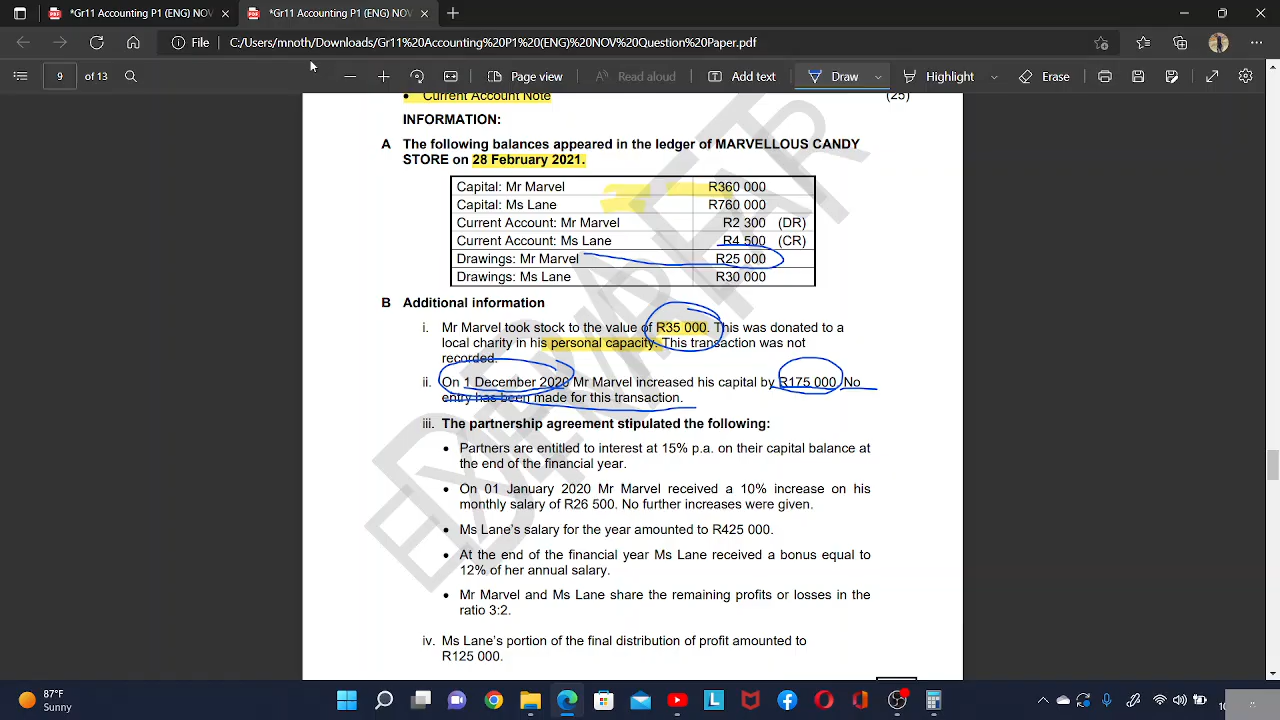 *Gr11 Accounting P1 (ENG) NOV
*Gr11 Accounting P1 (ENG) NOV
File C:/Users/mnoth/Downloads/Gr11%20Accounting%20P1%20(ENG)%20NOV%20Question%20Paper.pdf
9 of 13 Page view Read aloud Add text Draw Highlight Erase
• Current Account Note (25)
INFORMATION:
A The following balances appeared in the ledger of MARVELLOUS CANDY
STORE on 28 February 2021.
Capital: Mr Marvel R360 000
Capital: Ms Lane R760 000
Current Account: Mr Marvel R2 300 (DR)
Current Account: Ms Lane R4 500 (CR)
Drawings: Mr Marvel R25 000
Drawings: Ms Lane R30 000
B Additional information
i. Mr Marvel took stock to the value of R35 000. This was donated to a
local charity in his personal capacity. This transaction was not
recorded.
ii. On 1 December 2020 Mr Marvel increased his capital by R175 000. No
entry has been made for this transaction.
iii. The partnership agreement stipulated the following:
• Partners are entitled to interest at 15% p.a. on their capital balance at
the end of the financial year.
• On 01 January 2020 Mr Marvel received a 10% increase on his
monthly salary of R26 500. No further increases were given.
• Ms Lane's salary for the year amounted to R425 000.
• At the end of the financial year Ms Lane received a bonus equal to
12% of her annual salary.
• Mr Marvel and Ms Lane share the remaining profits or losses in the
ratio 3:2.
iv. Ms Lane's portion of the final distribution of profit amounted to
R125 000.
87°F
Sunny